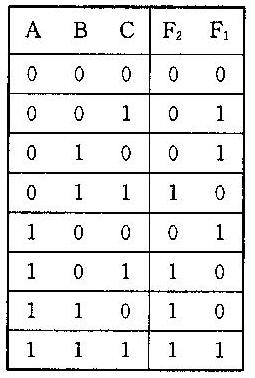 A B C F₂ F₁
0 0 0 0 0
0 0 1 0 1
0 1 0 0 1
0 1 1 1 0
1 0 0 0 1
1 0 1 1 0
1 1 0 1 0
1 1 1 1 1